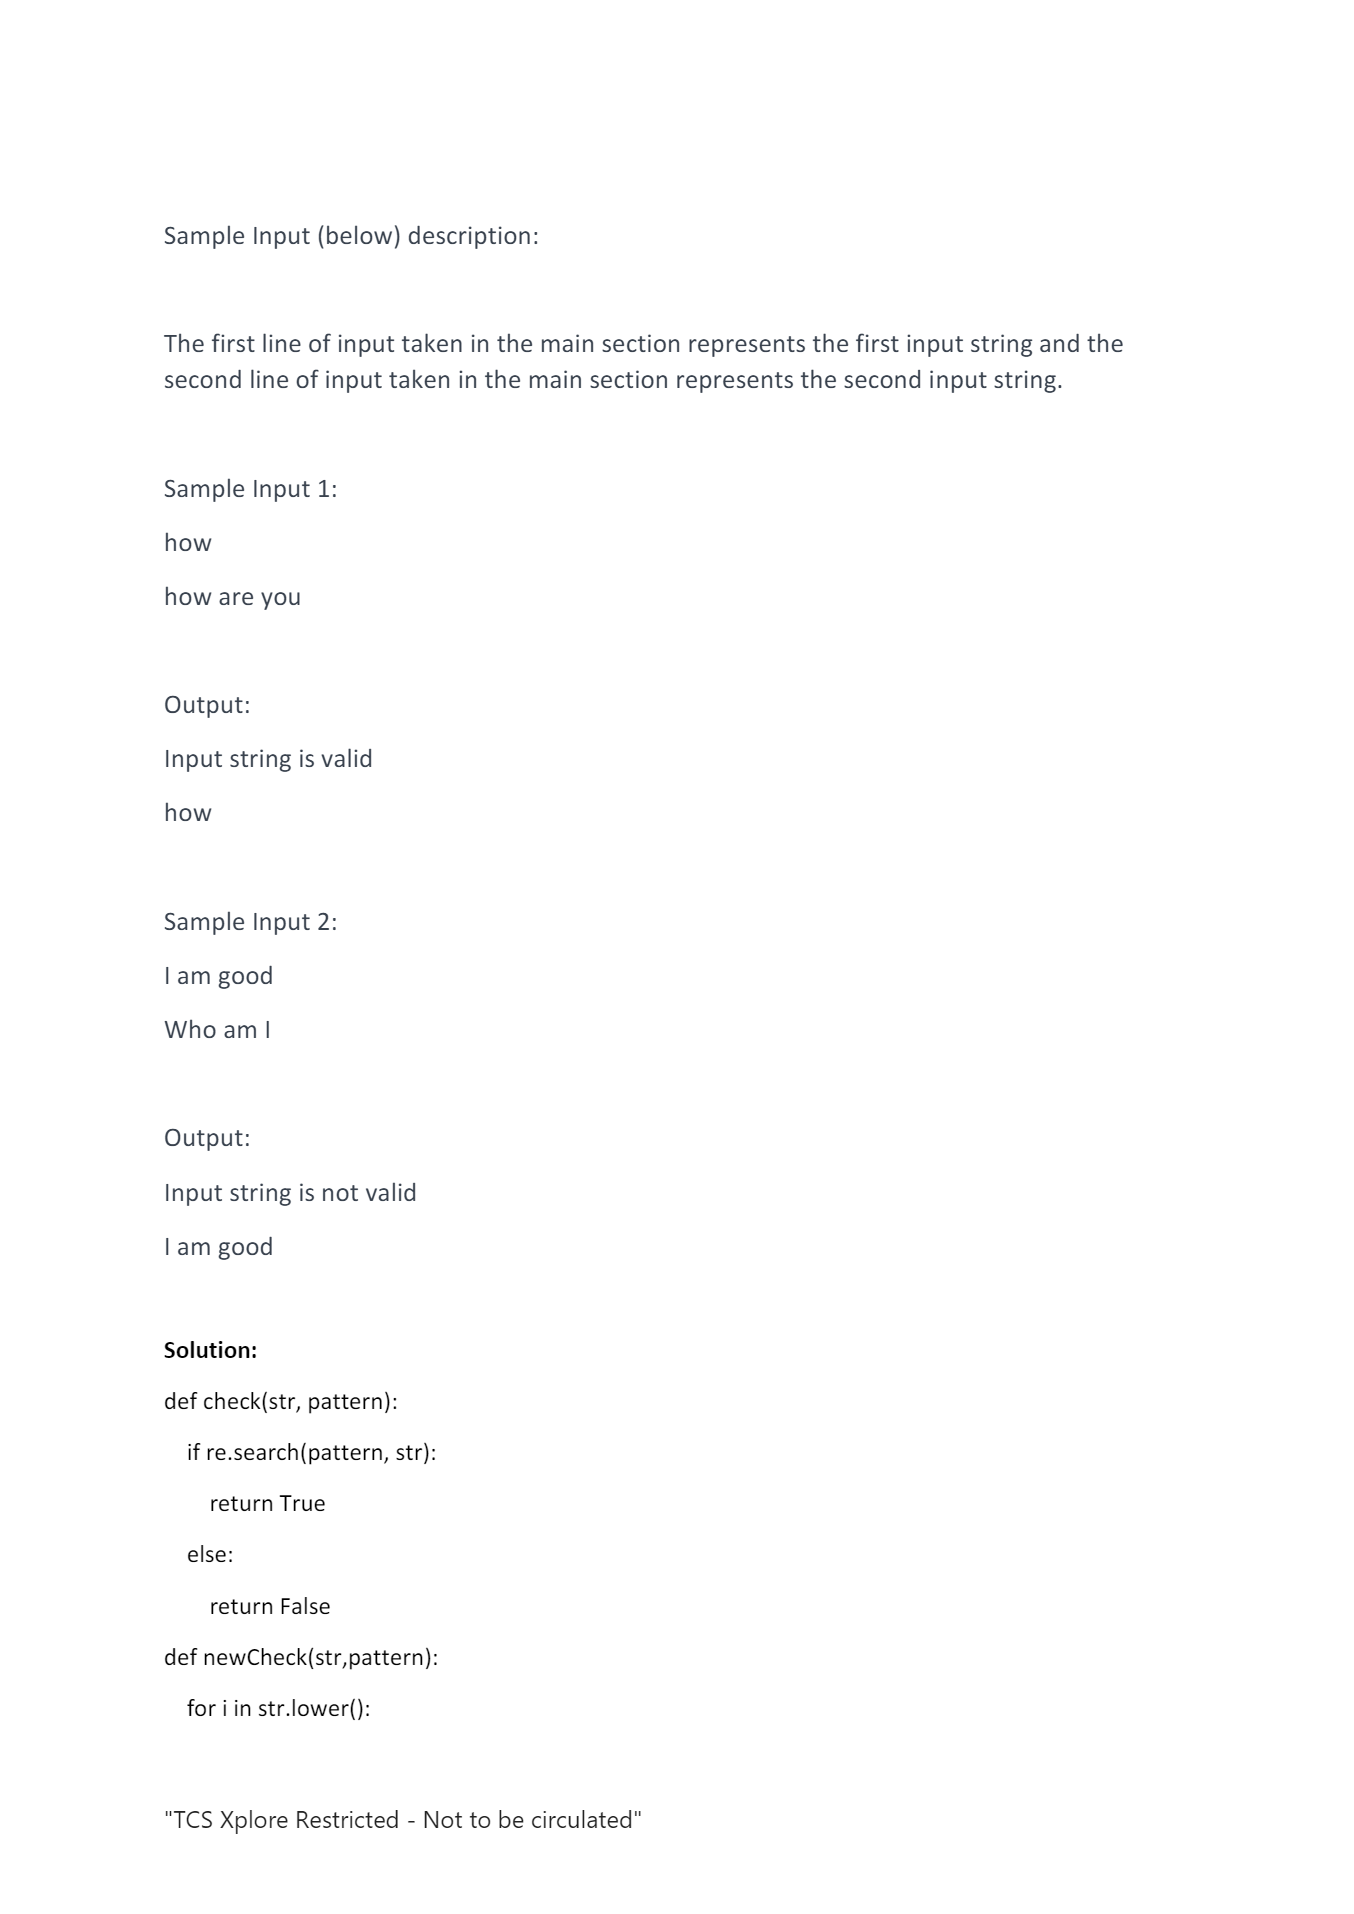 Sample Input (below) description:
The first line of input taken in the main section represents the first input string and the
second line of input taken in the main section represents the second input string.
Sample Input 1:
how
how are you
Output:
Input string is valid
how
Sample Input 2:
I am good
Who am I
Output:
Input string is not valid
I am good
Solution:
def check(str, pattern):
    if re.search(pattern, str):
        return True
    else:
        return False
def newCheck(str,pattern):
    for i in str.lower():
"TCS Xplore Restricted - Not to be circulated"